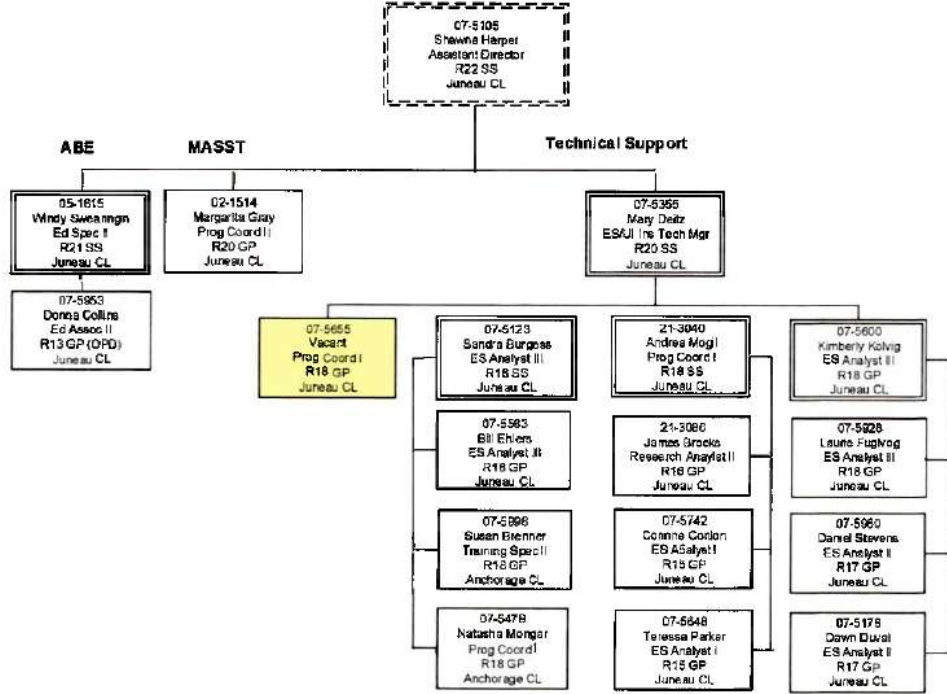 07-5105
Shawna Harper
Assistant Director
R22 SS
Juneau CL
ABE
MASST
Technical Support
05-1615
Windy Swearingn
Ed Spec II
R21 SS
Juneau CL
02-1514
Margarita Gray
Prog Coord II
R20 GP
Juneau CL
07-5365
Mary Deitz
ES/UI Ins Tech Mgr
R20 SS
Juneau CL
07-5953
Donna Collins
Ed Assoc II
R13 GP (OPD)
Juneau CL
07-5655
Vacant
Prog Coord I
R18 GP
Juneau CL
07-5123
Sandra Burgess
ES Analyst III
R18 SS
Juneau CL
21-3040
Andrea Mogil
Prog Coord I
R18 SS
Juneau CL
07-5600
Kimberly Kolvig
ES Analyst III
R18 GP
Juneau CL
07-5583
Bill Ehlers
ES Analyst III
R18 GP
Juneau CL
21-3086
James Brooks
Research Anaylst II
R16 GP
Juneau CL
07-5928
Laurie Fuglvog
ES Analyst III
R18 GP
Juneau CL
07-5896
Susan Brenner
Training Spec II
R18 GP
Anchorage CL
07-5742
Corinne Conlon
ES Analyst I
R15 GP
Juneau CL
07-5960
Daniel Stevens
ES Analyst II
R17 GP
Juneau CL
07-5479
Natasha Mongar
Prog Coord I
R18 GP
Anchorage CL
07-5648
Teressa Parker
ES Analyst I
R15 GP
Juneau CL
07-5178
Dawn Duval
ES Analyst II
R17 GP
Juneau CL